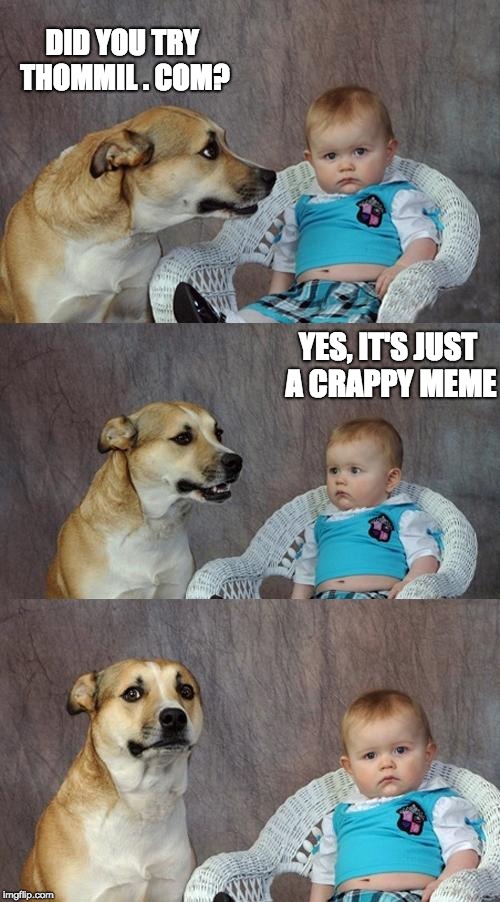 DID YOU TRY
THOMMIL . COM?
YES, IT'S JUST
A CRAPPY MEME
imgflip.com